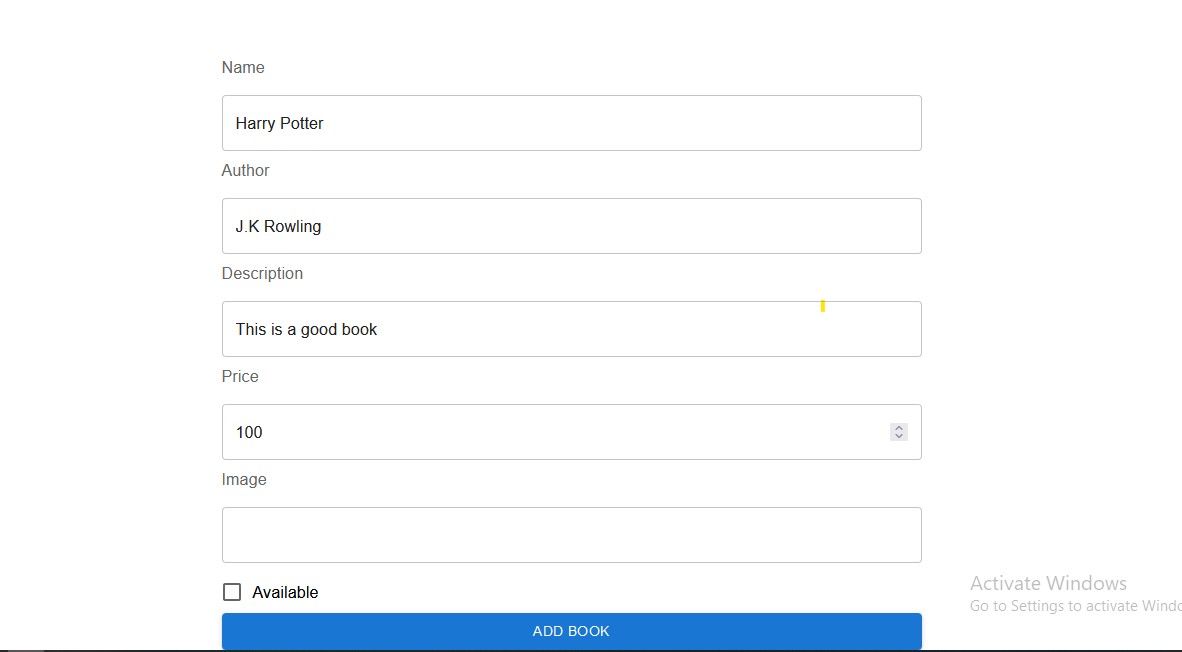 Name
Harry Potter
Author
J.K Rowling
Description
This is a good book
Price
100
Image
Available
ADD BOOK
Activate Windows
Go to Settings to activate